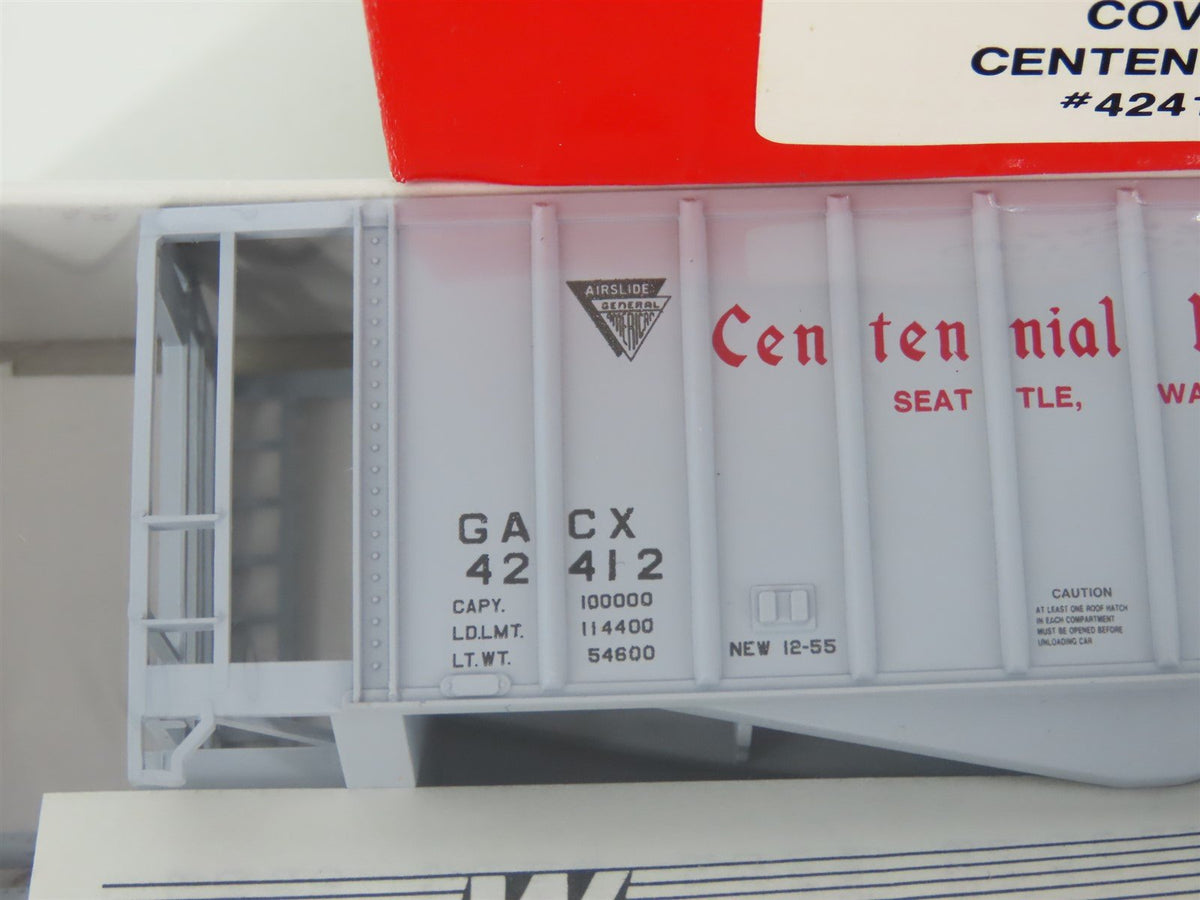 COV
CENTEN
#424
AIRSLIDE
GENERAL
AMERICAN
Centennial
SEATTLE, WA
GACX
42412
CAPY. 100000
LD.LMT. 114400
LT. WT. 54600
NEW 12-55
CAUTION
AT LEAST ONE ROOF HATCH
IN EACH COMPARTMENT
MUST BE OPENED BEFORE
UNLOADING CAR
W